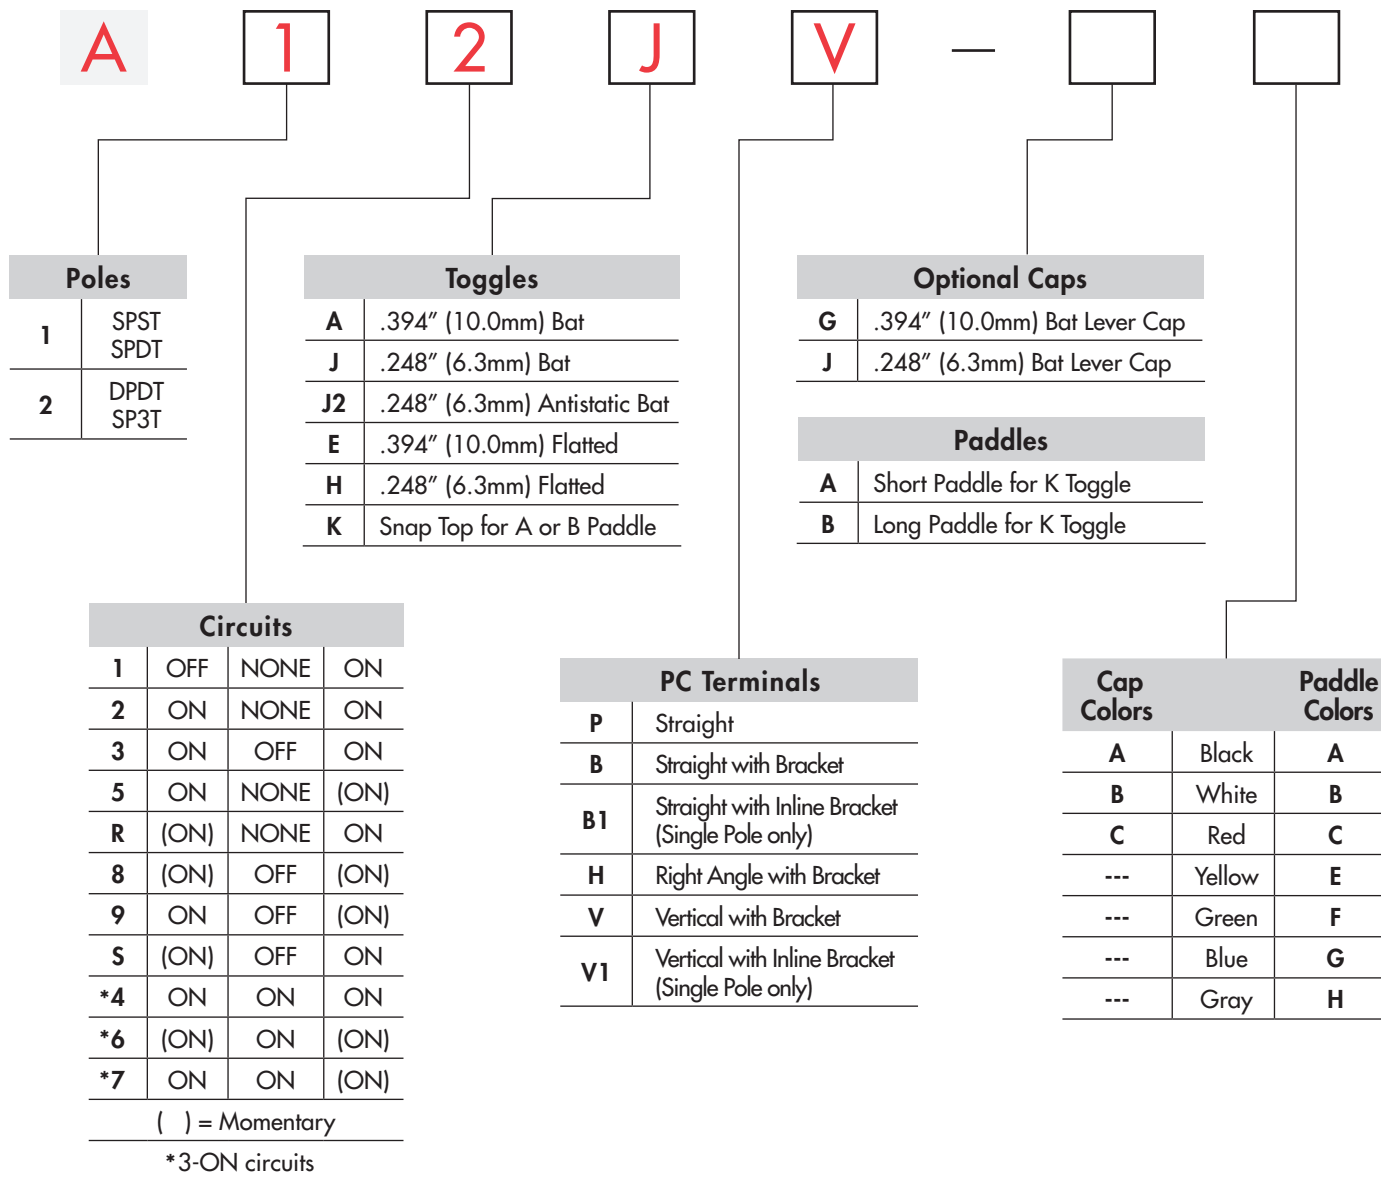 A 1 2 J V —
Poles
1 SPST SPDT
2 DPDT SP3T
Toggles
A .394" (10.0mm) Bat
J .248" (6.3mm) Bat
J2 .248" (6.3mm) Antistatic Bat
E .394" (10.0mm) Flatted
H .248" (6.3mm) Flatted
K Snap Top for A or B Paddle
Optional Caps
G .394" (10.0mm) Bat Lever Cap
J .248" (6.3mm) Bat Lever Cap
Paddles
A Short Paddle for K Toggle
B Long Paddle for K Toggle
Circuits
1 OFF NONE ON
2 ON NONE ON
3 ON OFF ON
5 ON NONE (ON)
R (ON) NONE ON
8 (ON) OFF (ON)
9 ON OFF (ON)
S (ON) OFF ON
*4 ON ON ON
*6 (ON) ON (ON)
*7 ON ON (ON)
( ) = Momentary
*3-ON circuits
PC Terminals
P Straight
B Straight with Bracket
B1 Straight with Inline Bracket
(Single Pole only)
H Right Angle with Bracket
V Vertical with Bracket
V1 Vertical with Inline Bracket
(Single Pole only)
Cap Colors Paddle Colors
A Black A
B White B
C Red C
--- Yellow E
--- Green F
--- Blue G
--- Gray H